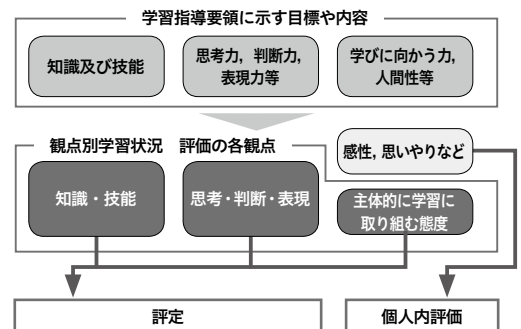 学習指導要領に示す目標や内容
知識及び技能
思考力，判断力，
表現力等
学びに向かう力，
人間性等
観点別学習状況　評価の各観点
感性，思いやりなど
知識・技能
思考・判断・表現
主体的に学習に
取り組む態度
評定
個人内評価